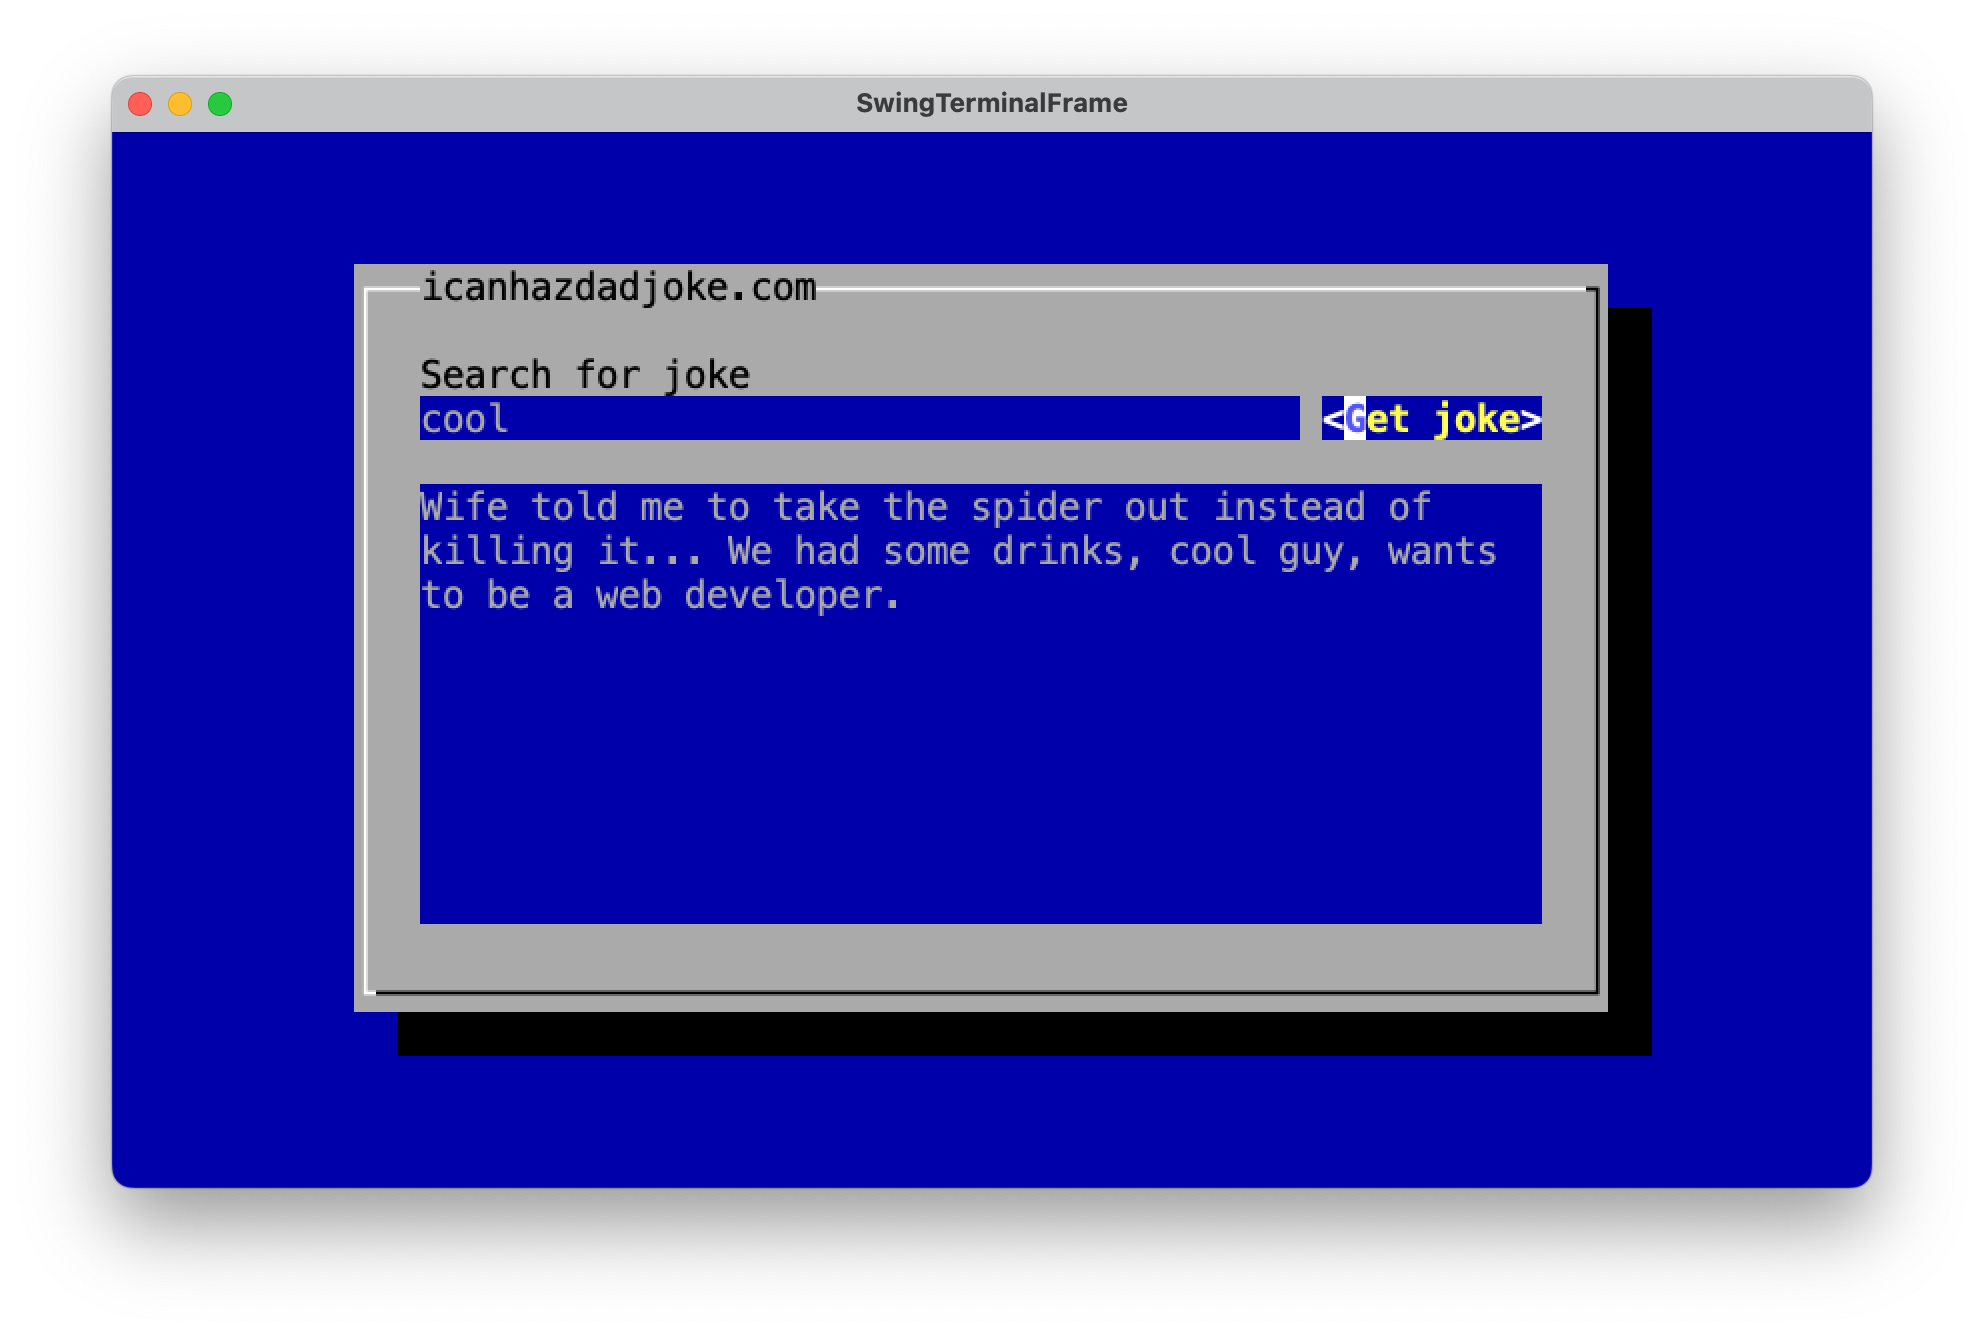 SwingTerminalFrame
icanhazdadjoke.com
Search for joke
cool <Get joke>
Wife told me to take the spider out instead of
killing it... We had some drinks, cool guy, wants
to be a web developer.